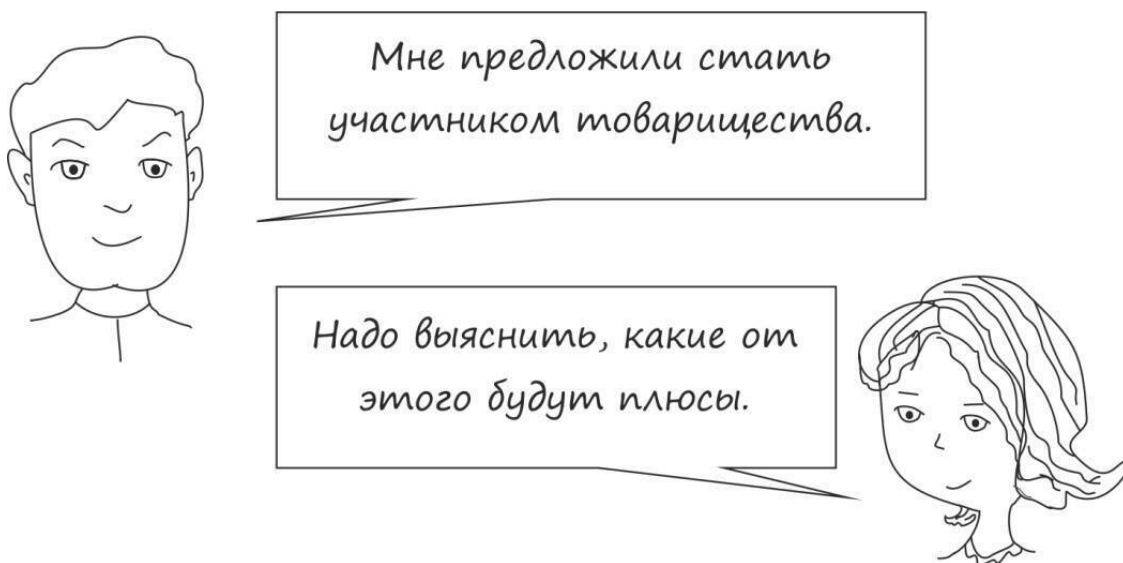 Мне предложили стать
участником товарищества.
Надо выяснить, какие от
этого будут плюсы.